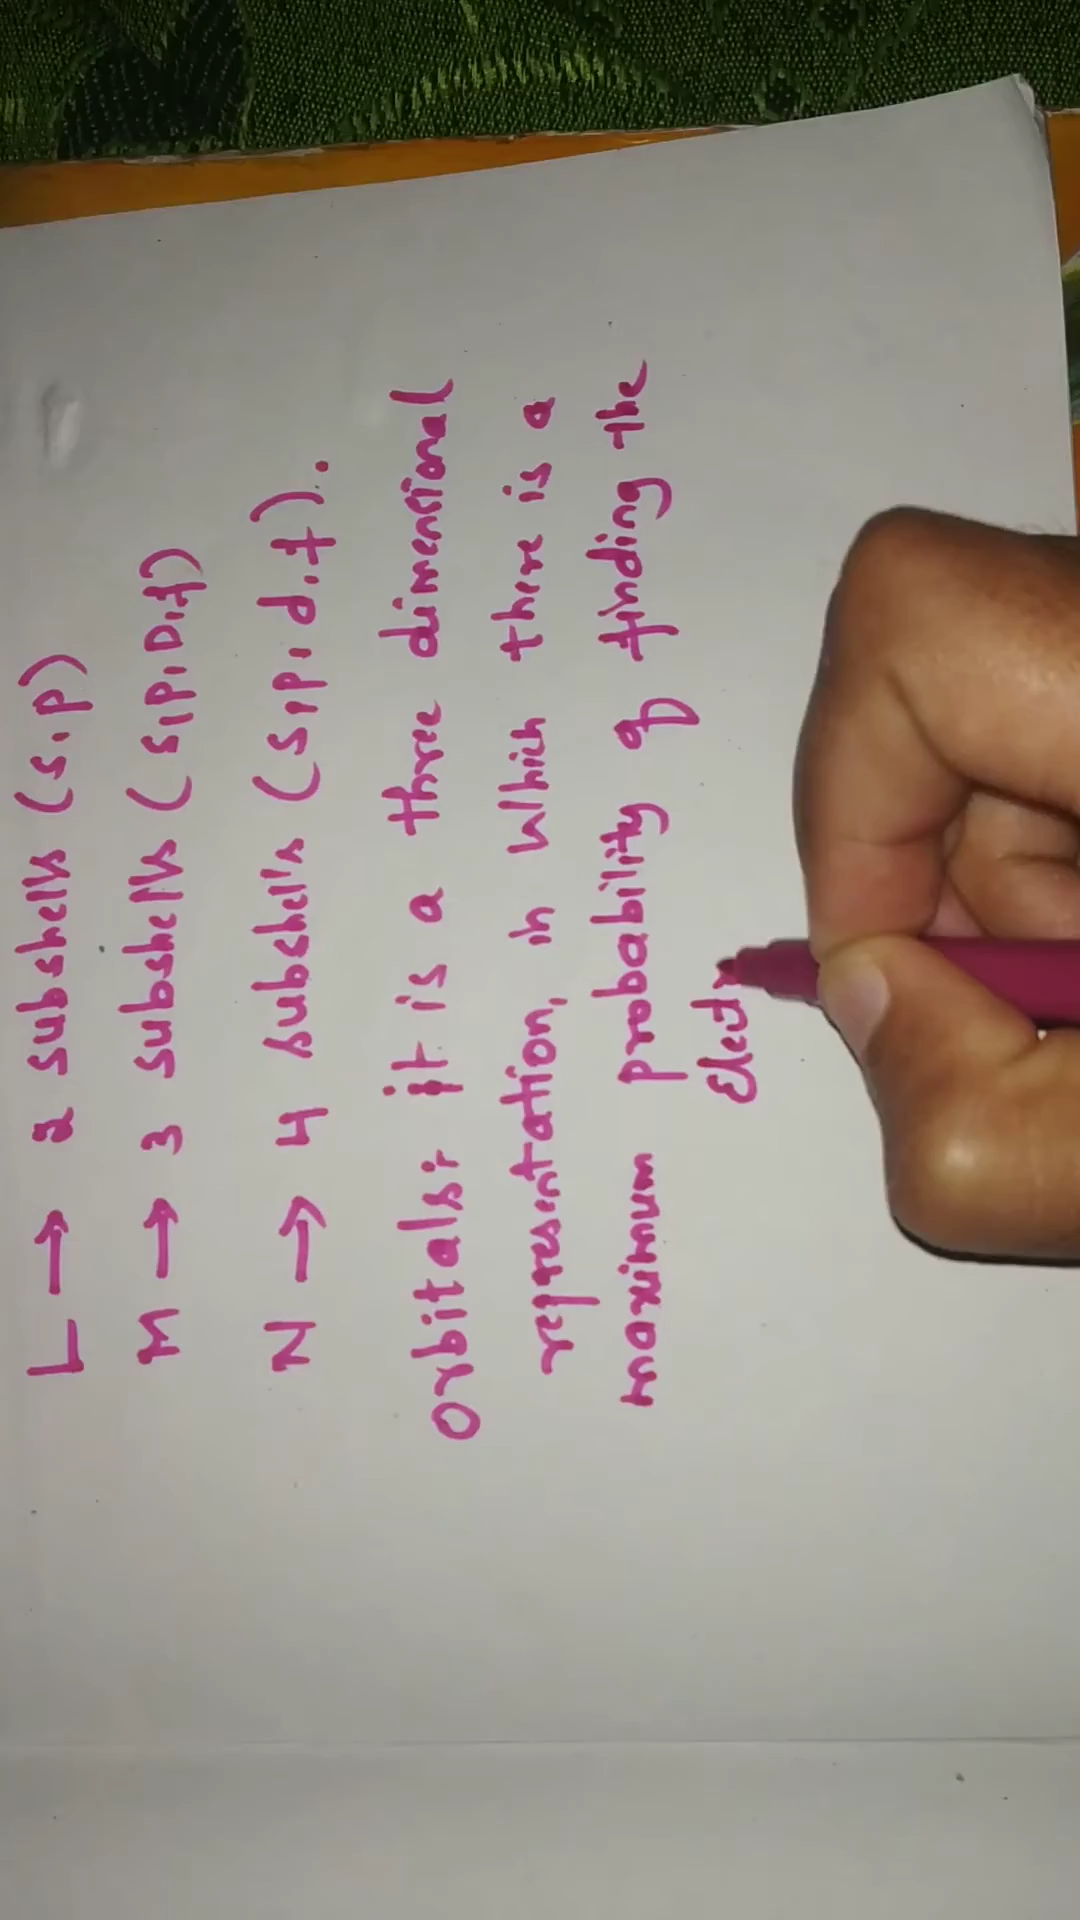 L → 2 subshells (s,p)
M → 3 subshells (s,p,D,f)
N → 4 subshells (s,p,d,f).
Orbitals: it is a three dimensional
representation, in which there is a
maximum probability of finding the
Elect